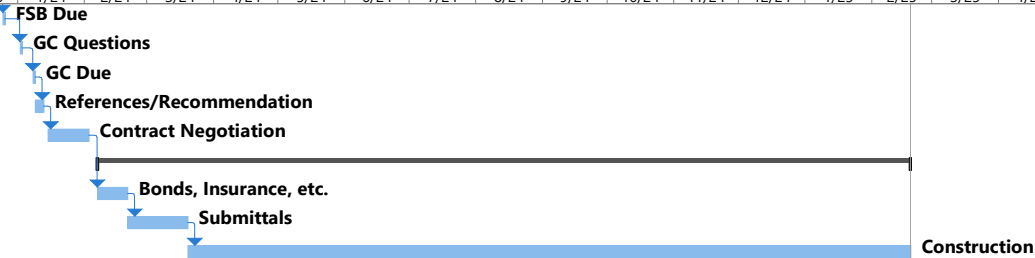 FSB Due
GC Questions
GC Due
References/Recommendation
Contract Negotiation
Bonds, Insurance, etc.
Submittals
Construction